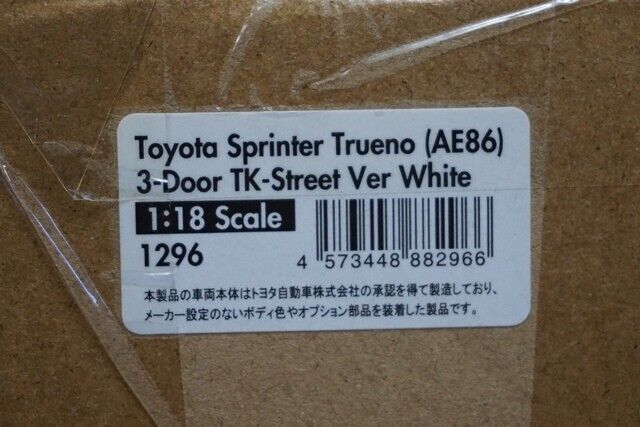 Toyota Sprinter Trueno (AE86)
3-Door TK-Street Ver White
1:18 Scale
1296
4 573448 882966
本製品の車両本体はトヨタ自動車株式会社の承認を得て製造しており、
メーカー設定のないボディ色やオプション部品を装着した製品です。